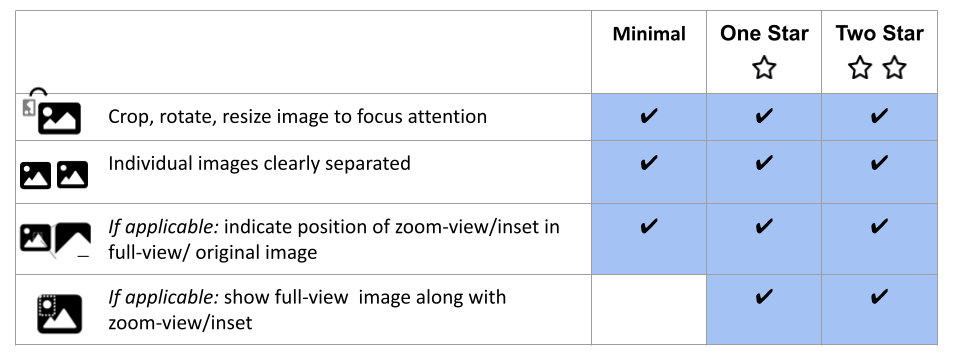 Minimal One Star Two Star
Crop, rotate, resize image to focus attention ✔ ✔ ✔
Individual images clearly separated ✔ ✔ ✔
If applicable: indicate position of zoom-view/inset in ✔ ✔ ✔
full-view/ original image
If applicable: show full-view image along with ✔ ✔
zoom-view/inset